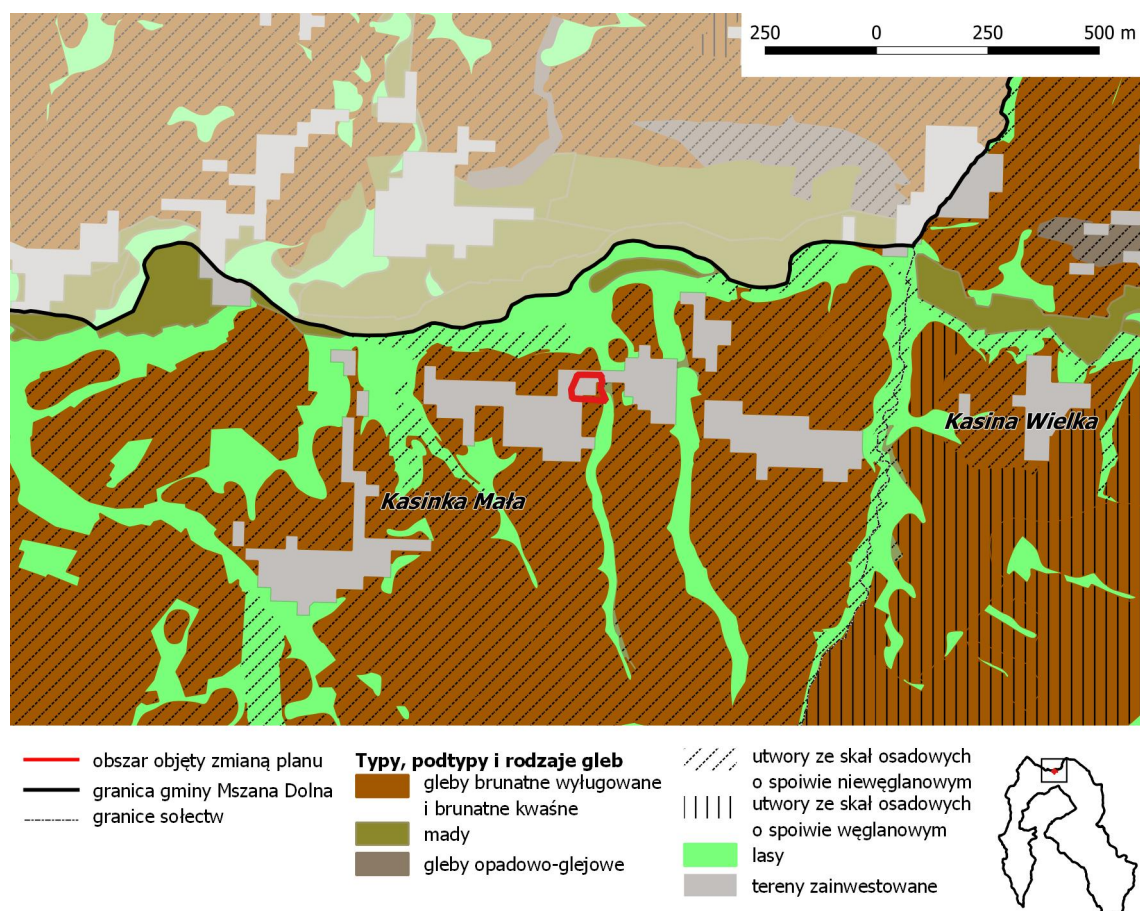 250 0 250 500 m
Kasina Wielka
Kasinka Mała
obszar objęty zmianą planu
granica gminy Mszana Dolna
granice sołectw
Typy, podtypy i rodzaje gleb
gleby brunatne wyługowane
i brunatne kwaśne
mady
gleby opadowo-glejowe
utwory ze skał osadowych
o spoiwie niewęglanowym
utwory ze skał osadowych
o spoiwie węglanowym
lasy
tereny zainwestowane